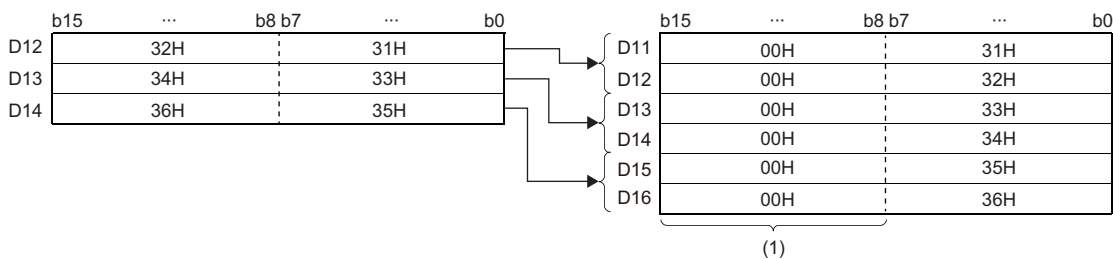 b15 ... b8 b7 ... b0
D12 32H 31H
D13 34H 33H
D14 36H 35H
b15 ... b8 b7 ... b0
D11 00H 31H
D12 00H 32H
D13 00H 33H
D14 00H 34H
D15 00H 35H
D16 00H 36H
(1)